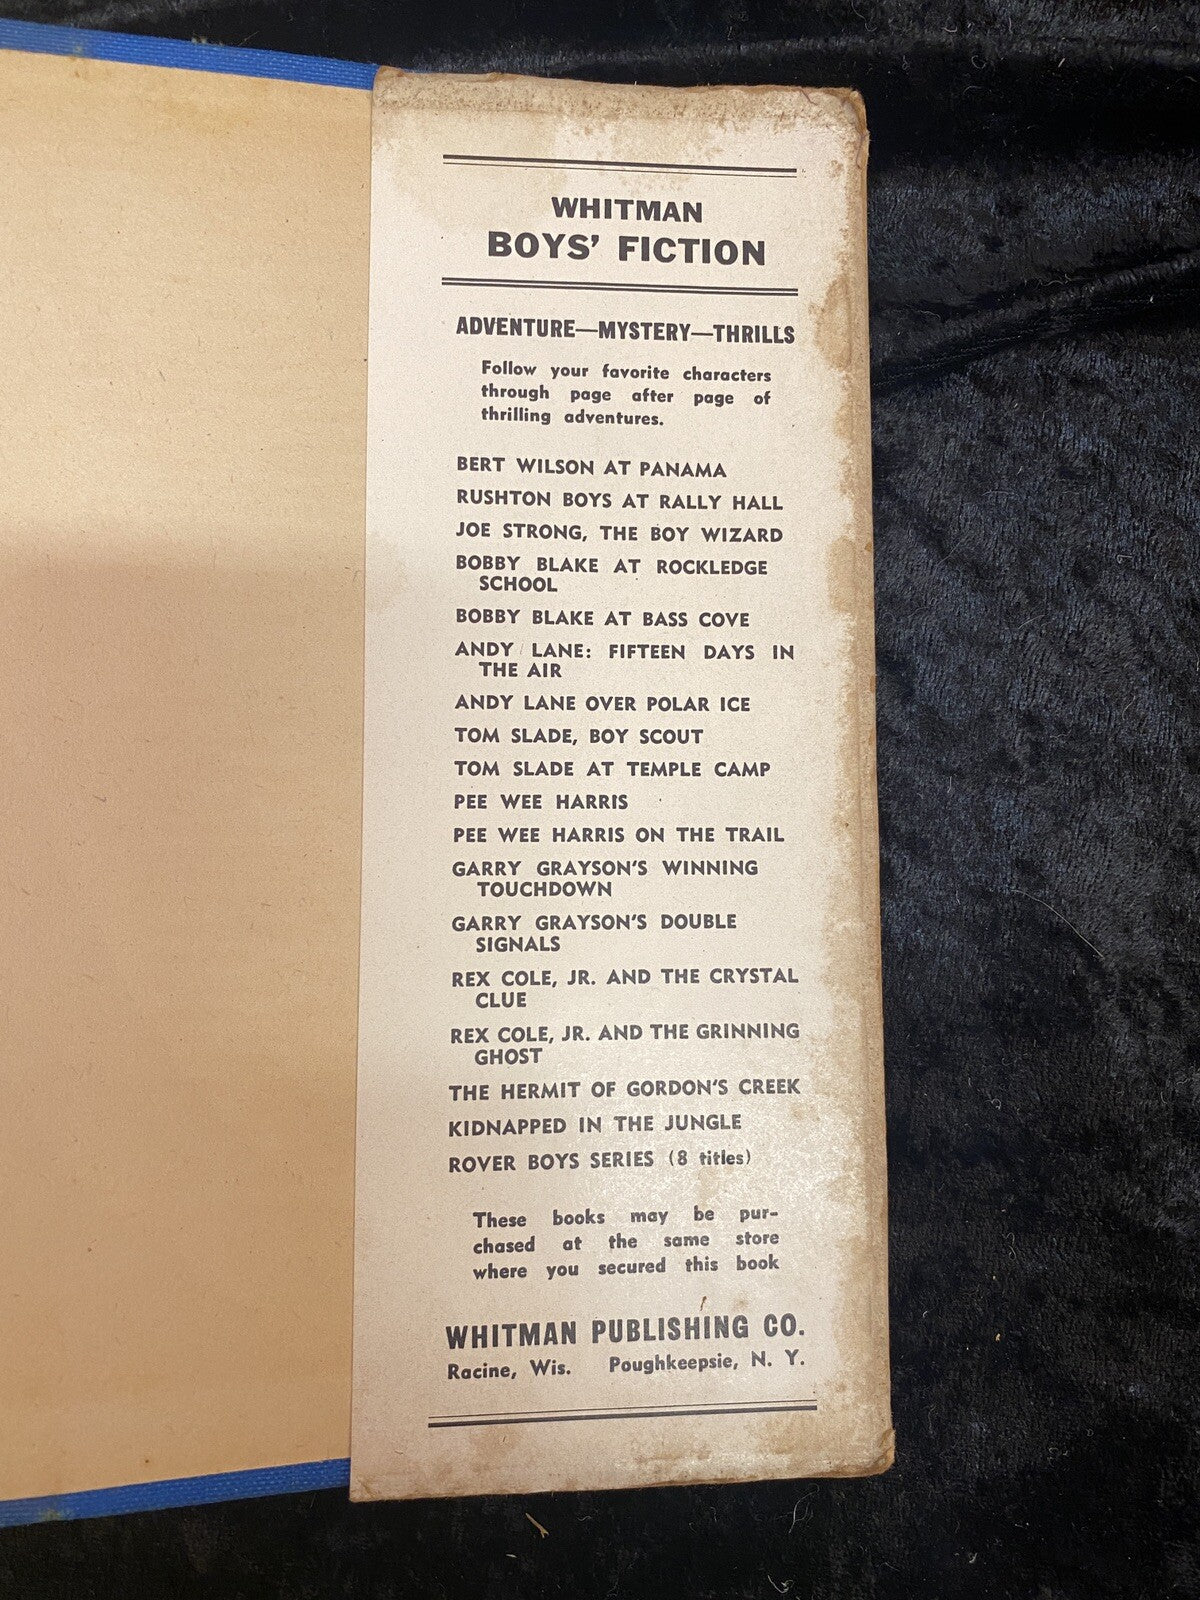 WHITMAN
BOYS' FICTION
ADVENTURE—MYSTERY—THRILLS
Follow your favorite characters
through page after page of
thrilling adventures.
BERT WILSON AT PANAMA
RUSHTON BOYS AT RALLY HALL
JOE STRONG, THE BOY WIZARD
BOBBY BLAKE AT ROCKLEDGE
SCHOOL
BOBBY BLAKE AT BASS COVE
ANDY LANE: FIFTEEN DAYS IN
THE AIR
ANDY LANE OVER POLAR ICE
TOM SLADE, BOY SCOUT
TOM SLADE AT TEMPLE CAMP
PEE WEE HARRIS
PEE WEE HARRIS ON THE TRAIL
GARRY GRAYSON'S WINNING
TOUCHDOWN
GARRY GRAYSON'S DOUBLE
SIGNALS
REX COLE, JR. AND THE CRYSTAL
CLUE
REX COLE, JR. AND THE GRINNING
GHOST
THE HERMIT OF GORDON'S CREEK
KIDNAPPED IN THE JUNGLE
ROVER BOYS SERIES (8 titles)
These books may be pur-
chased at the same store
where you secured this book
WHITMAN PUBLISHING CO.
Racine, Wis. Poughkeepsie, N. Y.